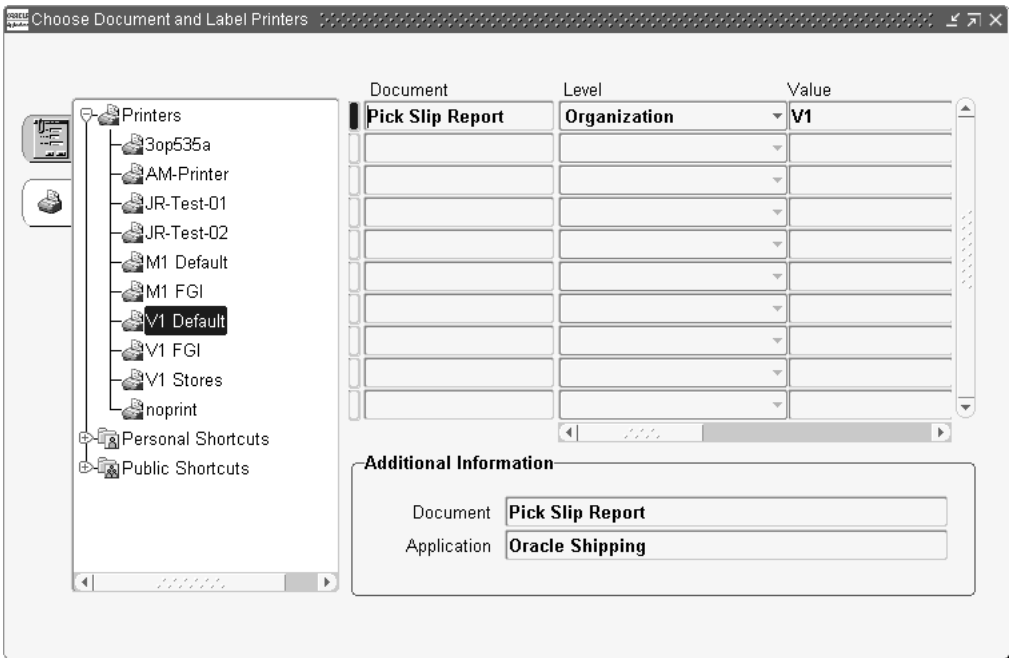 Choose Document and Label Printers
Printers
3op535a
AM-Printer
JR-Test-01
JR-Test-02
M1 Default
M1 FGI
V1 Default
V1 FGI
V1 Stores
noprint
Personal Shortcuts
Public Shortcuts
Document Level Value
Pick Slip Report Organization V1
Additional Information
Document Pick Slip Report
Application Oracle Shipping